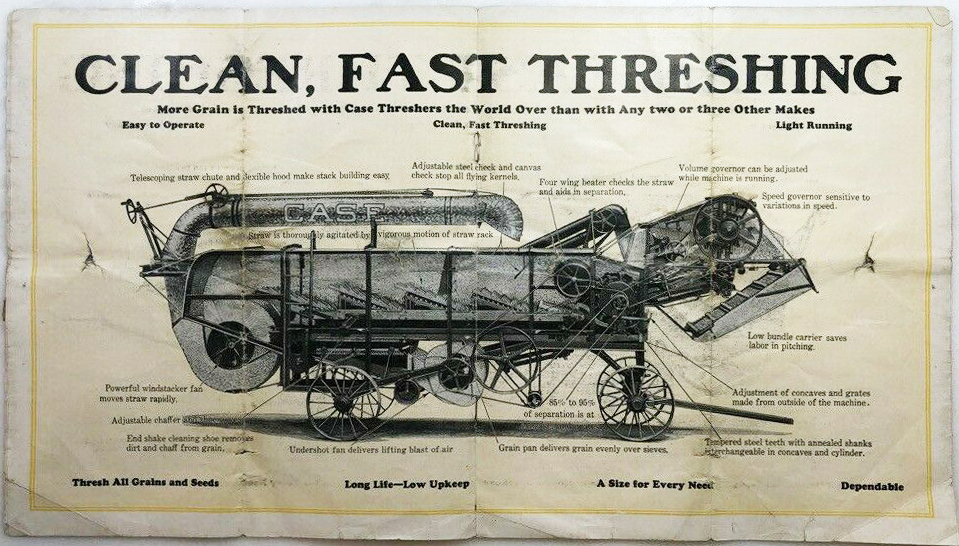 CLEAN, FAST THRESHING
More Grain is Threshed with Case Threshers the World Over than with Any two or three Other Makes
Easy to Operate
Clean, Fast Threshing
Light Running
Telescoping straw chute and flexible hood make stack building easy
Adjustable steel check and canvas
check stop all flying kernels.
Four wing beater checks the straw
and aids in separation.
Volume governor can be adjusted
while machine is running.
Speed governor sensitive to
variations in speed.
CASE
Straw is thoroughly agitated by vigorous motion of straw rack
Low bundle carrier saves
labor in pitching.
Powerful windstacker fan
moves straw rapidly.
Adjustable chaffer
End shake cleaning shoe removes
dirt and chaff from grain.
Undershot fan delivers lifting blast of air
85% to 95%
of separation is at
Grain pan delivers grain evenly over sieves.
Adjustment of concaves and grates
made from outside of the machine.
Tempered steel teeth with annealed shanks
interchangeable in concaves and cylinder.
Thresh All Grains and Seeds
Long Life—Low Upkeep
A Size for Every Need
Dependable